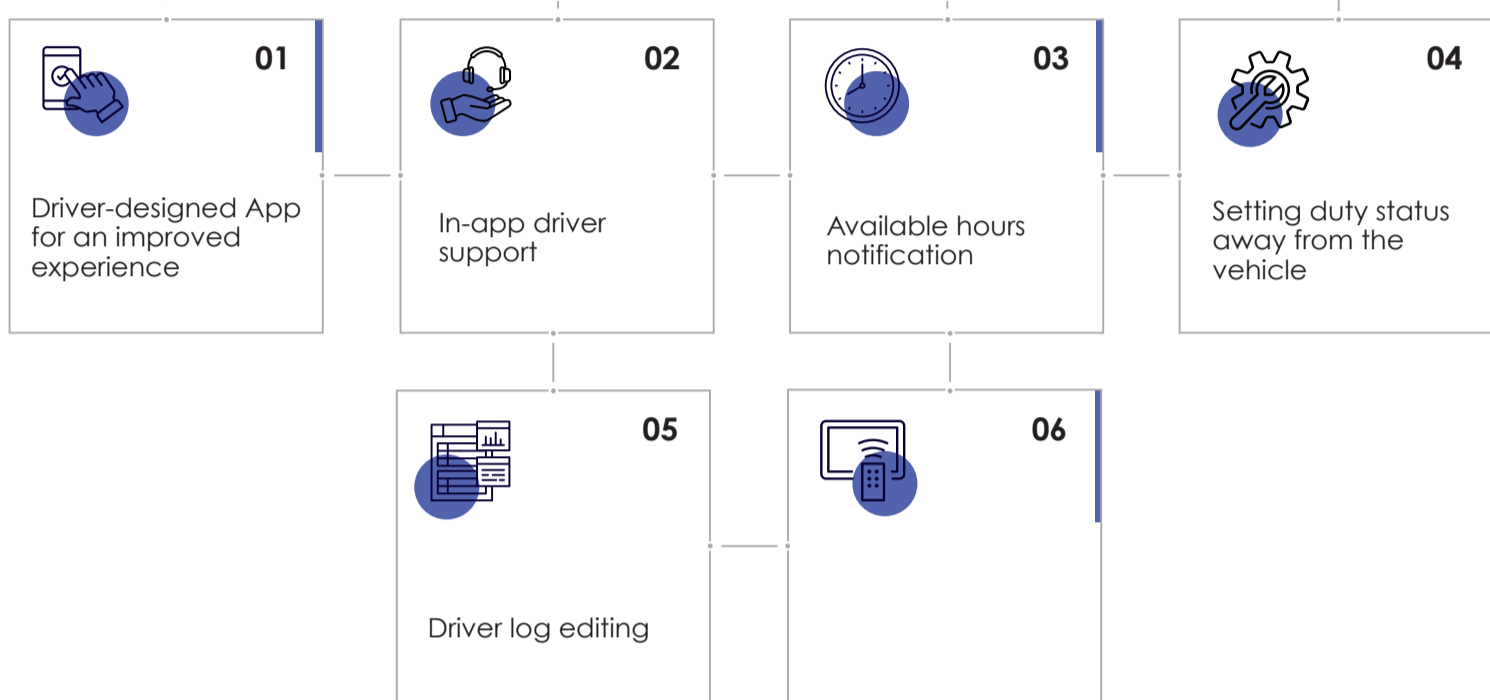 01
Driver-designed App
for an improved
experience
02
In-app driver
support
03
Available hours
notification
04
Setting duty status
away from the
vehicle
05
Driver log editing
06